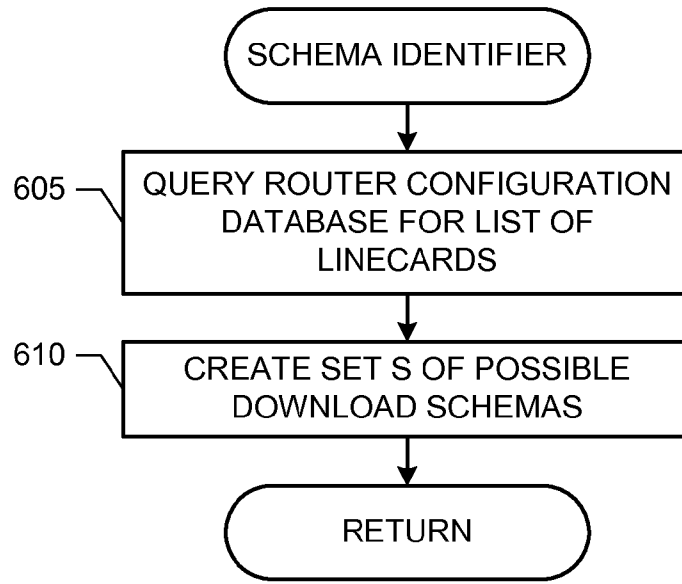 SCHEMA IDENTIFIER
605
QUERY ROUTER CONFIGURATION
DATABASE FOR LIST OF
LINECARDS
610
CREATE SET S OF POSSIBLE
DOWNLOAD SCHEMAS
RETURN